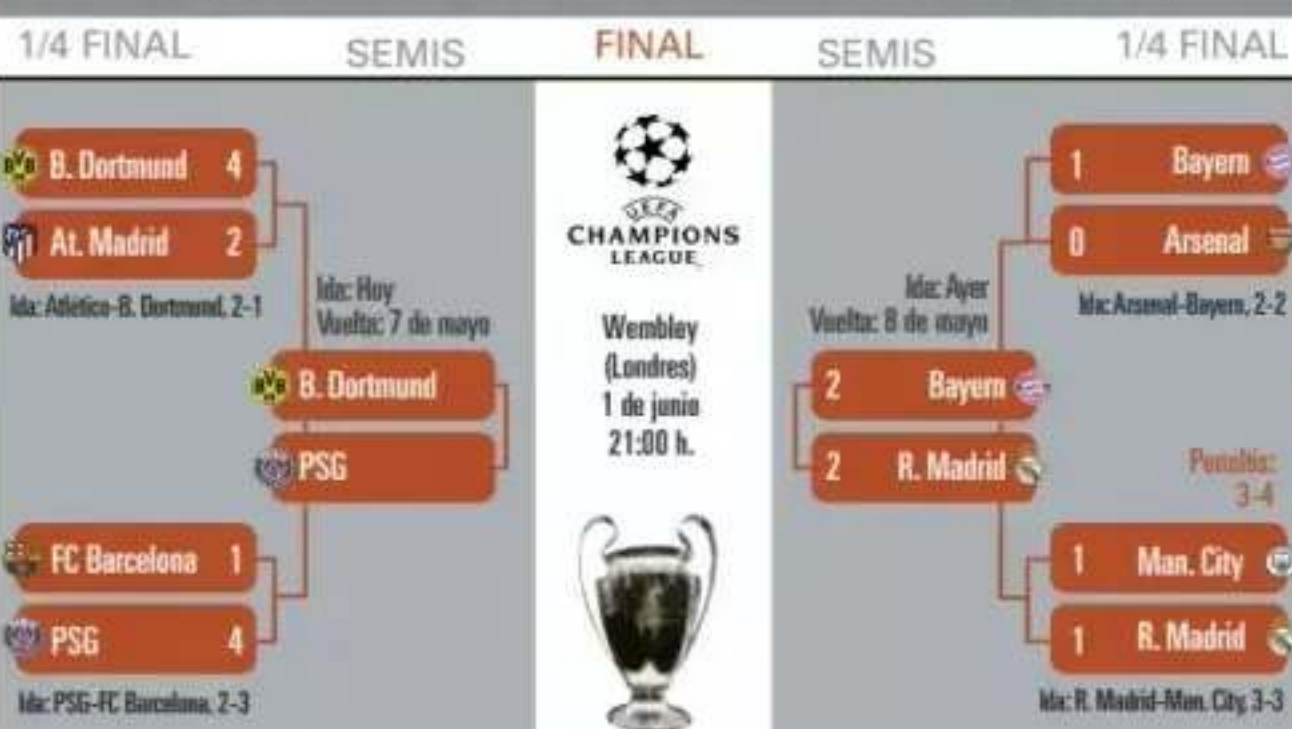 1/4 FINAL
SEMIS
FINAL
SEMIS
1/4 FINAL
B. Dortmund 4
At. Madrid 2
Ida: Atlético-B. Dortmund, 2-1
Ida: Hoy
Vuelta: 7 de mayo
B. Dortmund
PSG
FC Barcelona 1
PSG 4
Ida: PSG-FC Barcelona, 2-3
UEFA
CHAMPIONS
LEAGUE
Wembley
(Londres)
1 de junio
21:00 h.
1 Bayern
0 Arsenal
Ida: Arsenal-Bayern, 2-2
Ida: Ayer
Vuelta: 8 de mayo
2 Bayern
2 R. Madrid
Penaltis:
3-4
1 Man. City
1 R. Madrid
Ida: R. Madrid-Man. City, 3-3